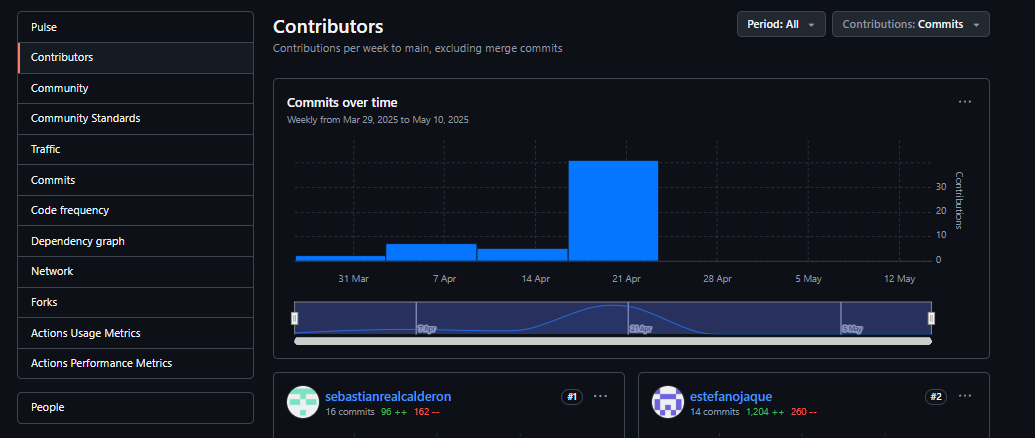 Pulse
Contributors
Community
Community Standards
Traffic
Commits
Code frequency
Dependency graph
Network
Forks
Actions Usage Metrics
Actions Performance Metrics
People
Contributors
Contributions per week to main, excluding merge commits
Period: All
Contributions: Commits
Commits over time
Weekly from Mar 29, 2025 to May 10, 2025
30
20
10
0
Contributions
31 Mar
7 Apr
14 Apr
21 Apr
28 Apr
5 May
12 May
7 Apr
21 Apr
5 May
sebastianrealcalderon
#1
16 commits 96 ++ 162 --
estefanojaque
#2
14 commits 1,204 ++ 260 --